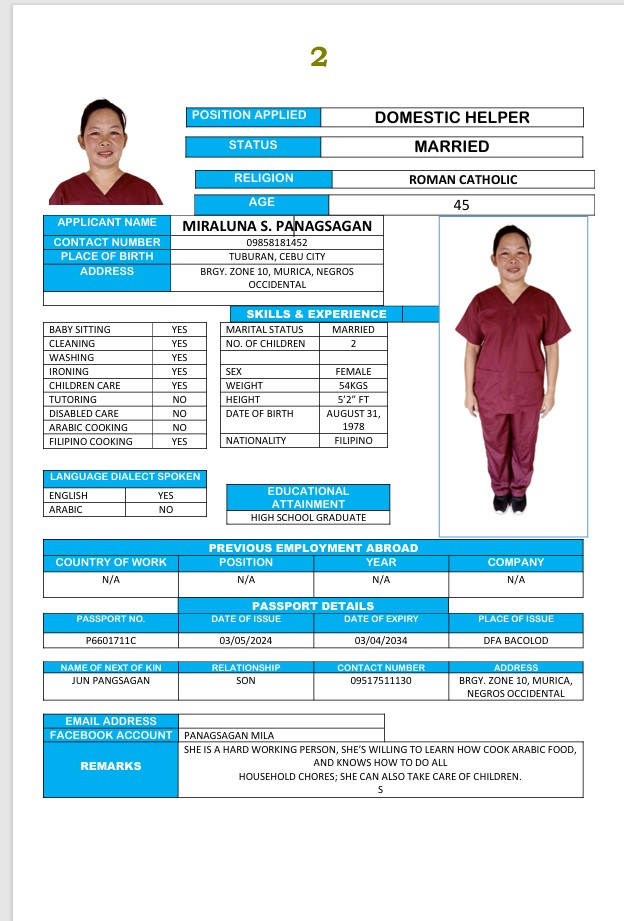 2
POSITION APPLIED DOMESTIC HELPER
STATUS MARRIED
RELIGION ROMAN CATHOLIC
AGE 45
APPLICANT NAME MIRALUNA S. PANAGSAGAN
CONTACT NUMBER 09858181452
PLACE OF BIRTH TUBURAN, CEBU CITY
ADDRESS BRGY. ZONE 10, MURICA, NEGROS
OCCIDENTAL
SKILLS & EXPERIENCE
BABY SITTING YES
CLEANING YES
WASHING YES
IRONING YES
CHILDREN CARE YES
TUTORING NO
DISABLED CARE NO
ARABIC COOKING NO
FILIPINO COOKING YES
MARITAL STATUS MARRIED
NO. OF CHILDREN 2
SEX FEMALE
WEIGHT 54KGS
HEIGHT 5’2” FT
DATE OF BIRTH AUGUST 31,
1978
NATIONALITY FILIPINO
LANGUAGE DIALECT SPOKEN
ENGLISH YES
ARABIC NO
EDUCATIONAL
ATTAINMENT
HIGH SCHOOL GRADUATE
PREVIOUS EMPLOYMENT ABROAD
COUNTRY OF WORK POSITION YEAR COMPANY
N/A N/A N/A N/A
PASSPORT DETAILS
PASSPORT NO. DATE OF ISSUE DATE OF EXPIRY PLACE OF ISSUE
P6601711C 03/05/2024 03/04/2034 DFA BACOLOD
NAME OF NEXT OF KIN RELATIONSHIP CONTACT NUMBER ADDRESS
JUN PANGSAGAN SON 09517511130 BRGY. ZONE 10, MURICA,
NEGROS OCCIDENTAL
EMAIL ADDRESS
FACEBOOK ACCOUNT PANAGSAGAN MILA
REMARKS
SHE IS A HARD WORKING PERSON, SHE’S WILLING TO LEARN HOW COOK ARABIC FOOD,
AND KNOWS HOW TO DO ALL
HOUSEHOLD CHORES; SHE CAN ALSO TAKE CARE OF CHILDREN.
S